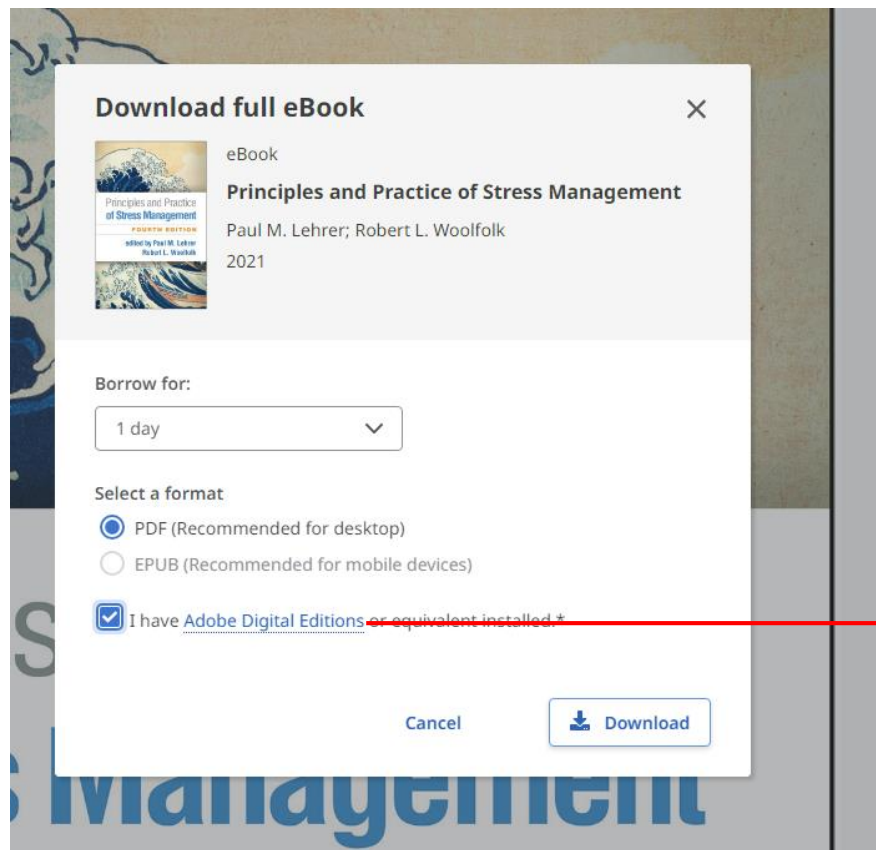 Download full eBook
eBook
Principles and Practice of Stress Management
Paul M. Lehrer; Robert L. Woolfolk
2021
Principles and Practice
of Stress Management
FOURTH EDITION
edited by Paul M. Lehrer
Robert L. Woolfolk
Borrow for:
1 day
Select a format
PDF (Recommended for desktop)
EPUB (Recommended for mobile devices)
I have Adobe Digital Editions or equivalent installed.*
Cancel
Download
S
s Management